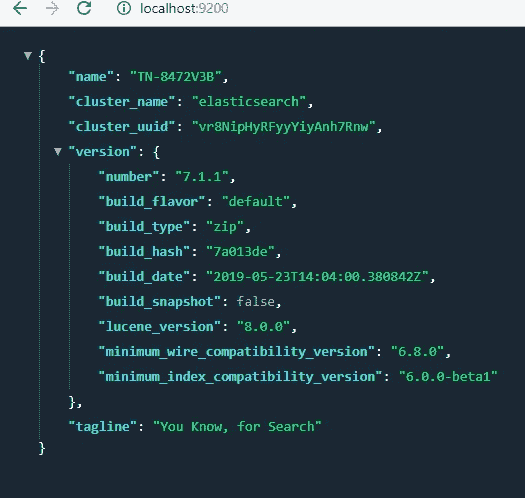 localhost:9200
{
"name": "TN-8472V3B",
"cluster_name": "elasticsearch",
"cluster_uuid": "vr8NipHyRFyyYiyAnh7Rnw",
"version": {
"number": "7.1.1",
"build_flavor": "default",
"build_type": "zip",
"build_hash": "7a013de",
"build_date": "2019-05-23T14:04:00.380842Z",
"build_snapshot": false,
"lucene_version": "8.0.0",
"minimum_wire_compatibility_version": "6.8.0",
"minimum_index_compatibility_version": "6.0.0-beta1"
},
"tagline": "You Know, for Search"
}